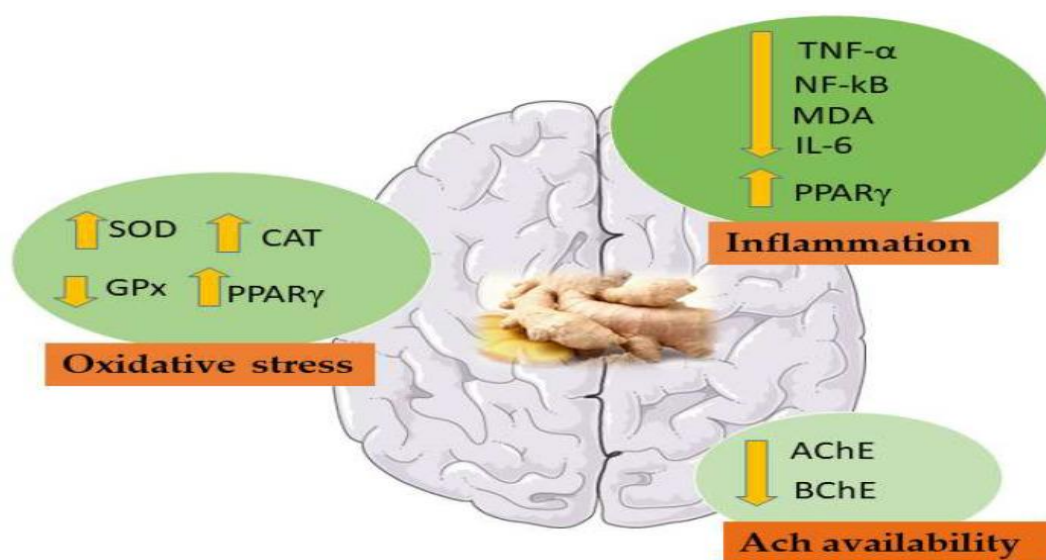 TNF-α
NF-kB
MDA
IL-6
PPARγ
Inflammation
SOD CAT
GPx PPARγ
Oxidative stress
AChE
BChE
Ach availability